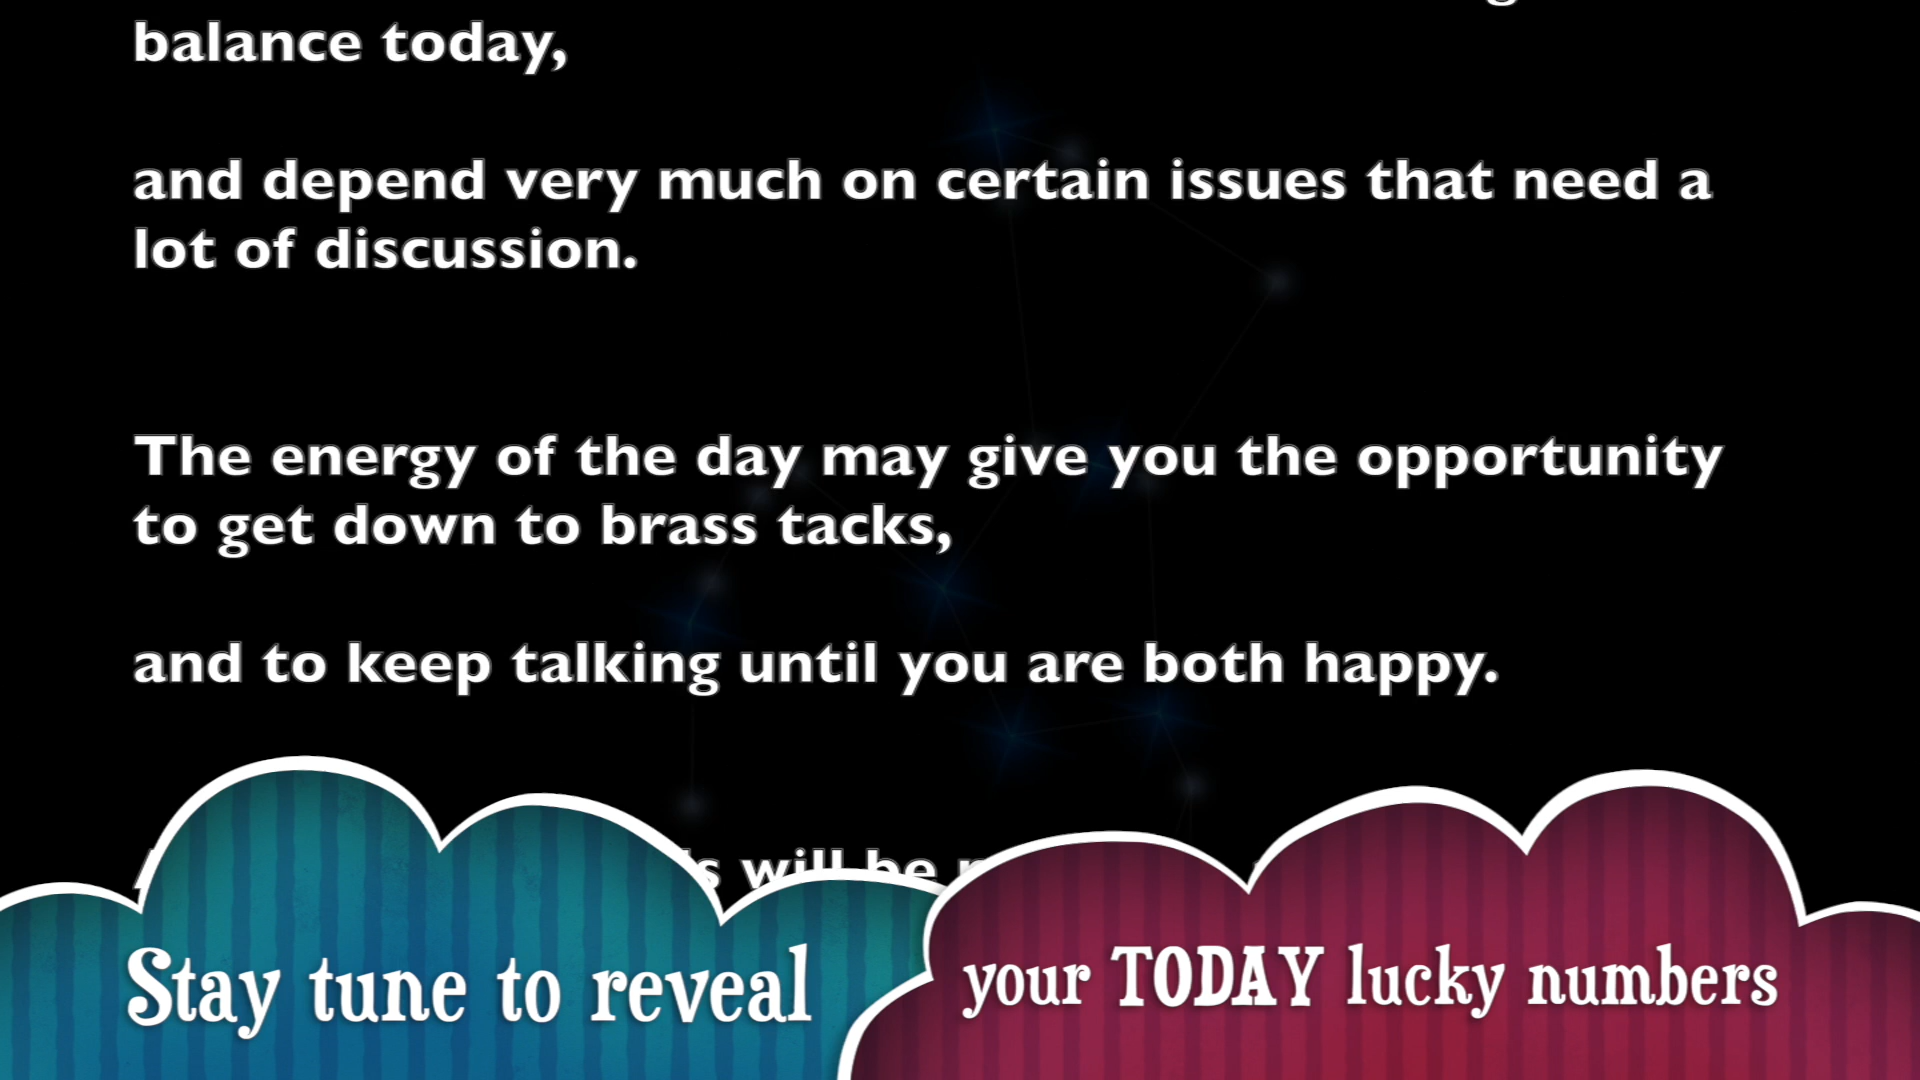 balance today,
and depend very much on certain issues that need a
lot of discussion.
The energy of the day may give you the opportunity
to get down to brass tacks,
and to keep talking until you are both happy.
will be
Stay tune to reveal
your TODAY lucky numbers